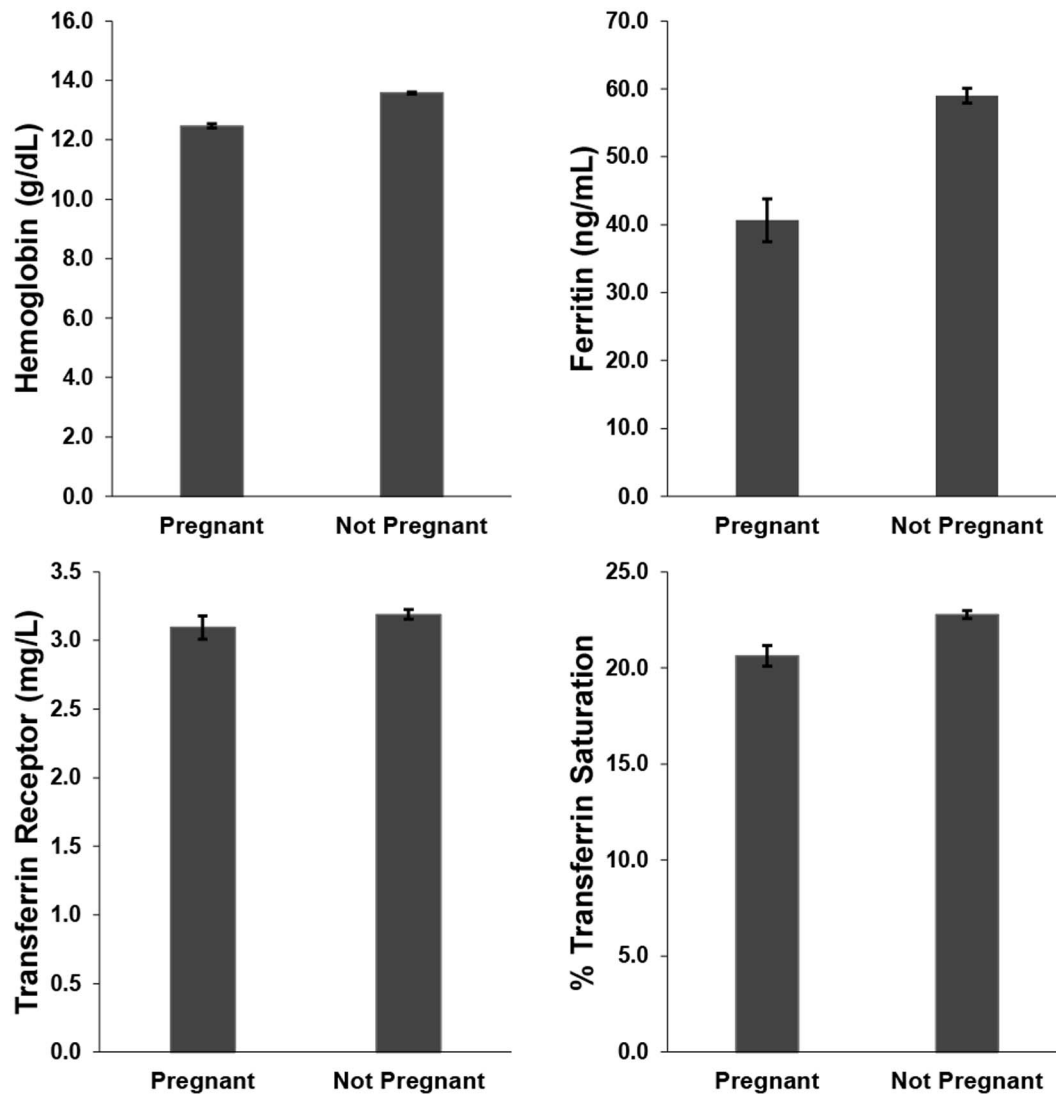 Hemoglobin (g/dL)
16.0
14.0
12.0
10.0
8.0
6.0
4.0
2.0
0.0
Pregnant
Not Pregnant
Ferritin (ng/mL)
70.0
60.0
50.0
40.0
30.0
20.0
10.0
0.0
Pregnant
Not Pregnant
Transferrin Receptor (mg/L)
3.5
3.0
2.5
2.0
1.5
1.0
0.5
0.0
Pregnant
Not Pregnant
% Transferrin Saturation
25.0
20.0
15.0
10.0
5.0
0.0
Pregnant
Not Pregnant